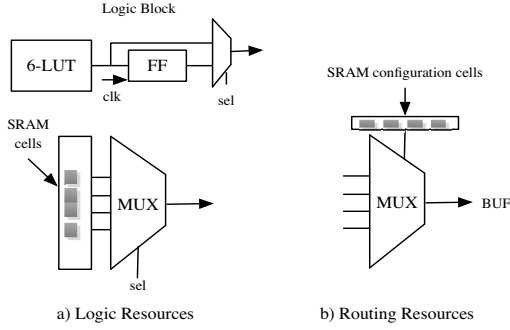 Logic Block
6-LUT
FF
clk
sel
SRAM
cells
MUX
sel
a) Logic Resources
SRAM configuration cells
MUX
BUF
b) Routing Resources